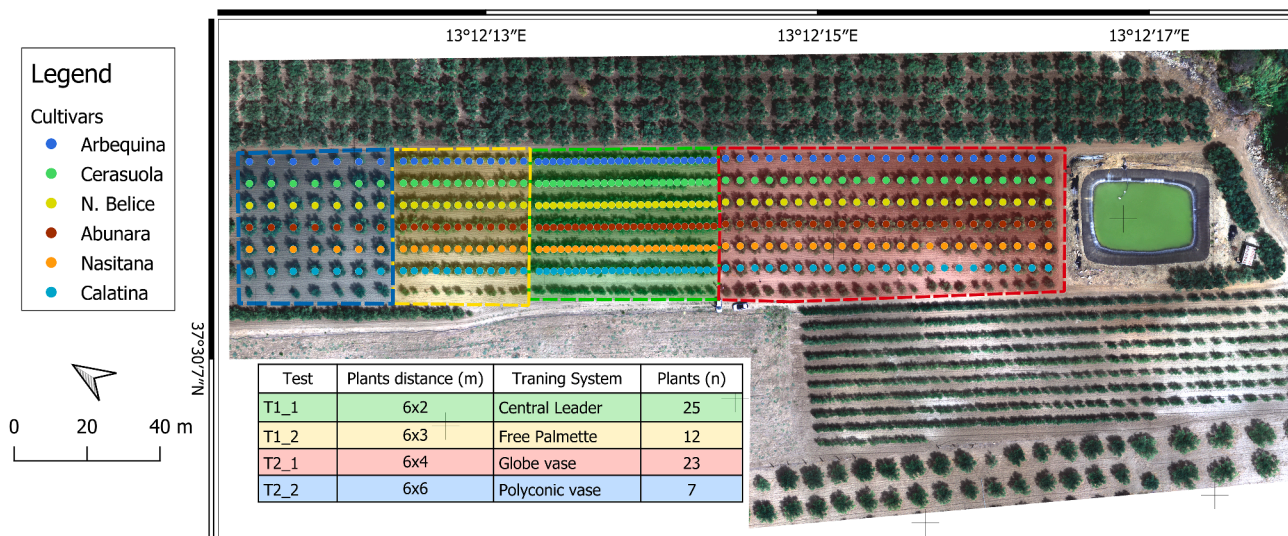 13°12′13″E
13°12′15″E
13°12′17″E
Legend
Cultivars
Arbequina
Cerasuola
N. Belice
Abunara
Nasitana
Calatina
37°30′7″N
0 20 40 m
Test Plants distance (m) Traning System Plants (n)
T1_1 6x2 Central Leader 25
T1_2 6x3 Free Palmette 12
T2_1 6x4 Globe vase 23
T2_2 6x6 Polyconic vase 7